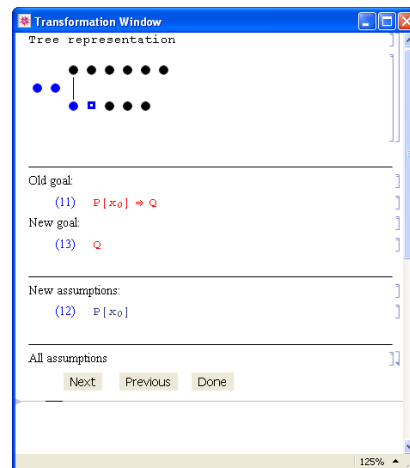 Transformation Window
Tree representation
Old goal:
(11) P[x₀] ⇒ Q
New goal:
(13) Q
New assumptions:
(12) P[x₀]
All assumptions
Next Previous Done
125%